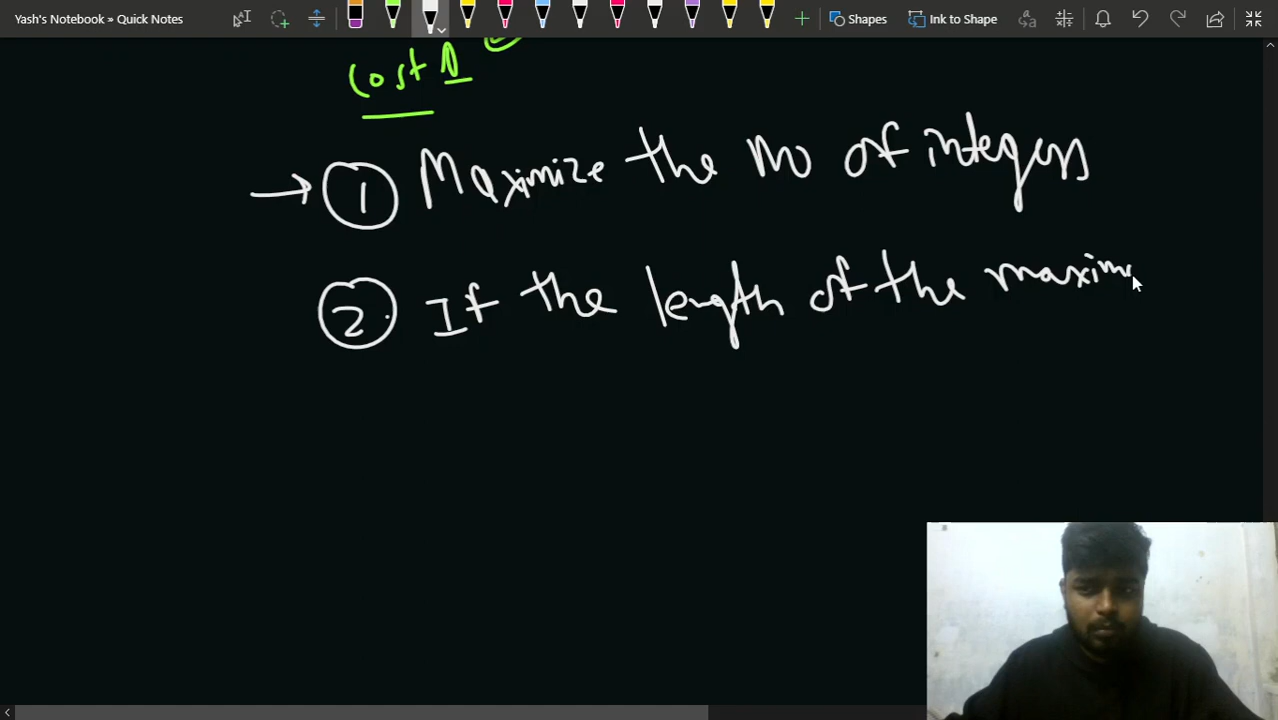 Yash's Notebook » Quick Notes
Shapes
Ink to Shape
Cost
→ 1 Maximize the no of integers
2 If the length of the maxim